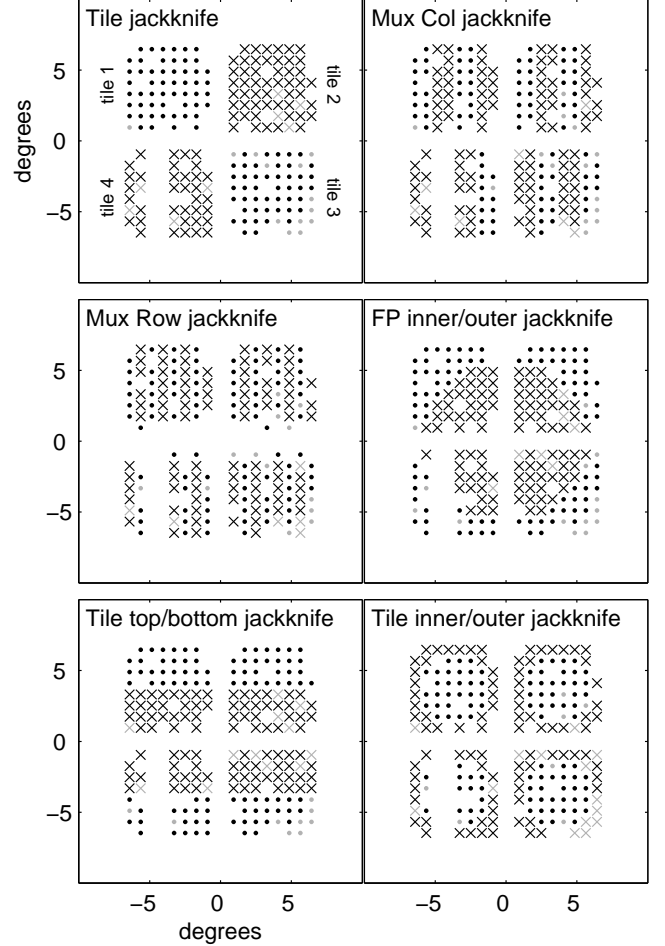 Tile jackknife
Mux Col jackknife
tile 1
tile 2
tile 4
tile 3
5
0
−5
degrees
Mux Row jackknife
FP inner/outer jackknife
5
0
−5
Tile top/bottom jackknife
Tile inner/outer jackknife
5
0
−5
−5 0 5
−5 0 5
degrees